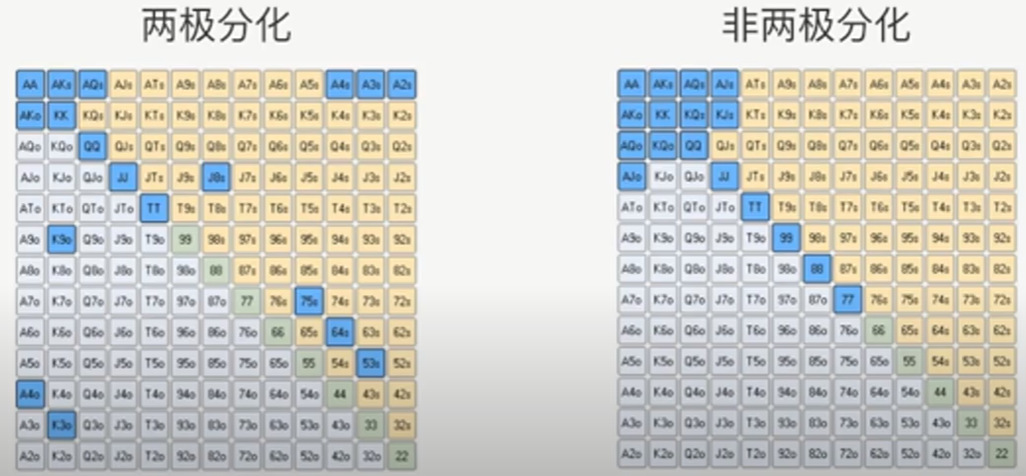 两极分化
非两极分化
AA AKs AQs AJs ATs A9s A8s A7s A6s A5s A4s A3s A2s
AA AKs AQs AJs ATs A9s A8s A7s A6s A5s A4s A3s A2s
AKo KK KQs KJs KTs K9s K8s K7s K6s K5s K4s K3s K2s
AKo KK KQs KJs KTs K9s K8s K7s K6s K5s K4s K3s K2s
AQo KQo QQ QJs QTs Q9s Q8s Q7s Q6s Q5s Q4s Q3s Q2s
AQo KQo QQ QJs QTs Q9s Q8s Q7s Q6s Q5s Q4s Q3s Q2s
AJo KJo QJo JJ JTs J9s J8s J7s J6s J5s J4s J3s J2s
AJo KJo QJo JJ JTs J9s J8s J7s J6s J5s J4s J3s J2s
ATo KTo QTo JTo TT T9s T8s T7s T6s T5s T4s T3s T2s
ATo KTo QTo JTo TT T9s T8s T7s T6s T5s T4s T3s T2s
A9o K9o Q9o J9o T9o 99 98s 97s 96s 95s 94s 93s 92s
A9o K9o Q9o J9o T9o 99 98s 97s 96s 95s 94s 93s 92s
A8o K8o Q8o J8o T8o 98o 88 87s 86s 85s 84s 83s 82s
A8o K8o Q8o J8o T8o 98o 88 87s 86s 85s 84s 83s 82s
A7o K7o Q7o J7o T7o 97o 87o 77 76s 75s 74s 73s 72s
A7o K7o Q7o J7o T7o 97o 87o 77 76s 75s 74s 73s 72s
A6o K6o Q6o J6o T6o 96o 86o 76o 66 65s 64s 63s 62s
A6o K6o Q6o J6o T6o 96o 86o 76o 66 65s 64s 63s 62s
A5o K5o Q5o J5o T5o 95o 85o 75o 65o 55 54s 53s 52s
A5o K5o Q5o J5o T5o 95o 85o 75o 65o 55 54s 53s 52s
A4o K4o Q4o J4o T4o 94o 84o 74o 64o 54o 44 43s 42s
A4o K4o Q4o J4o T4o 94o 84o 74o 64o 54o 44 43s 42s
A3o K3o Q3o J3o T3o 93o 83o 73o 63o 53o 43o 33 32s
A3o K3o Q3o J3o T3o 93o 83o 73o 63o 53o 43o 33 32s
A2o K2o Q2o J2o T2o 92o 82o 72o 62o 52o 42o 32o 22
A2o K2o Q2o J2o T2o 92o 82o 72o 62o 52o 42o 32o 22